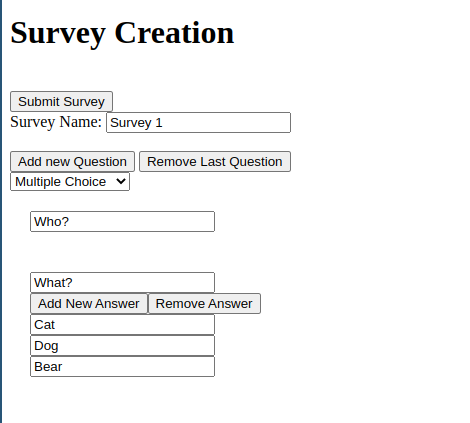 Survey Creation
Submit Survey
Survey Name: Survey 1
Add new Question Remove Last Question
Multiple Choice
Who?
What?
Add New Answer Remove Answer
Cat
Dog
Bear